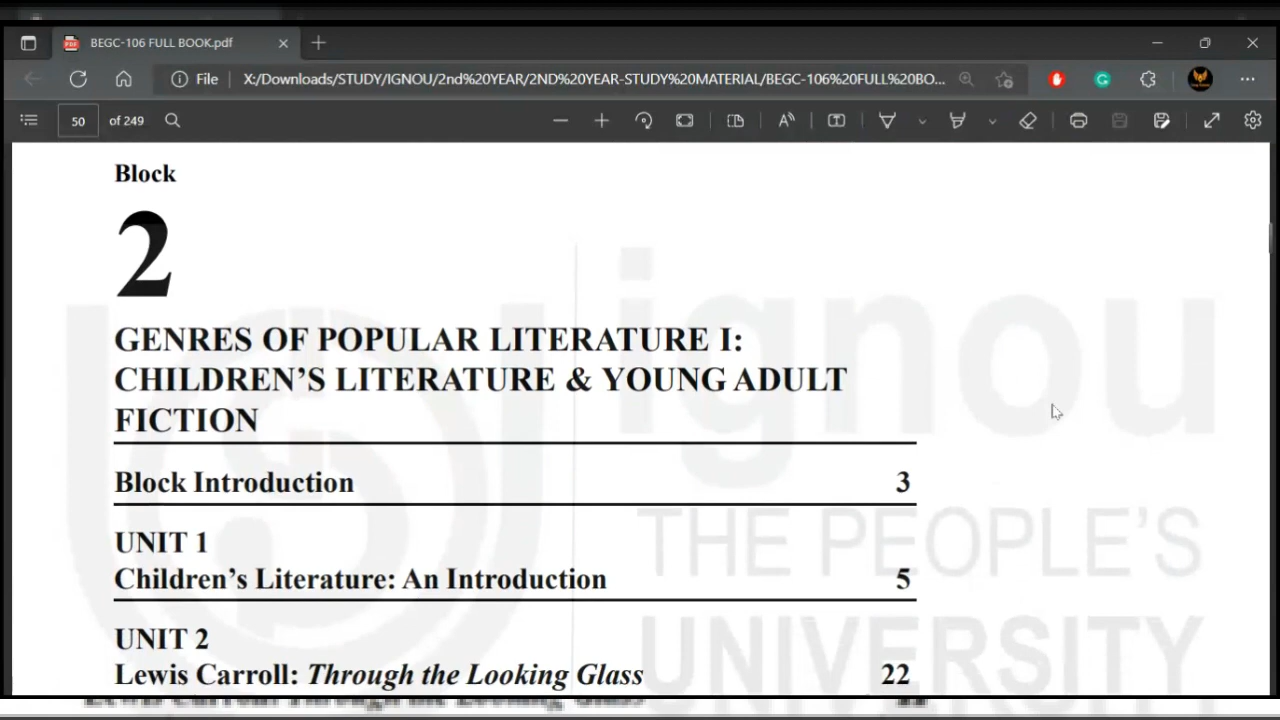 BEGC-106 FULL BOOK.pdf
File
X:/Downloads/STUDY/IGNOU/2nd%20YEAR/2ND%20YEAR-STUDY%20MATERIAL/BEGC-106%20FULL%20BO...
50 of 249
Block
2
GENRES OF POPULAR LITERATURE I:
CHILDREN'S LITERATURE & YOUNG ADULT
FICTION
Block Introduction 3
UNIT 1
Children's Literature: An Introduction 5
UNIT 2
Lewis Carroll: Through the Looking Glass 22
ignou
THE PEOPLE'S
UNIVERSITY